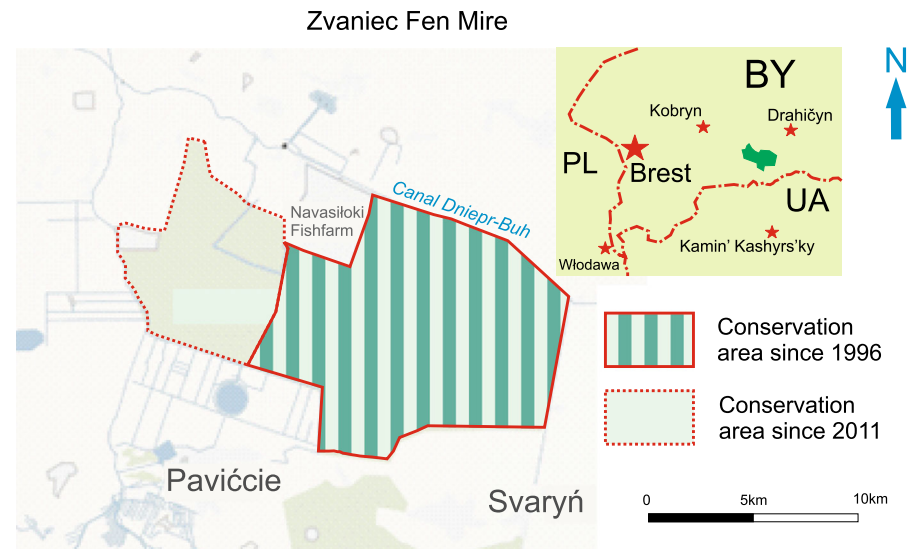 Zvaniec Fen Mire
N
BY
Kobryn
Drahičyn
PL
Brest
UA
Kamin' Kashyrs'ky
Włodawa
Canal Dniepr-Buh
Navasiłoki
Fishfarm
Conservation
area since 1996
Conservation
area since 2011
Pavićcie
Svaryń
0
5km
10km